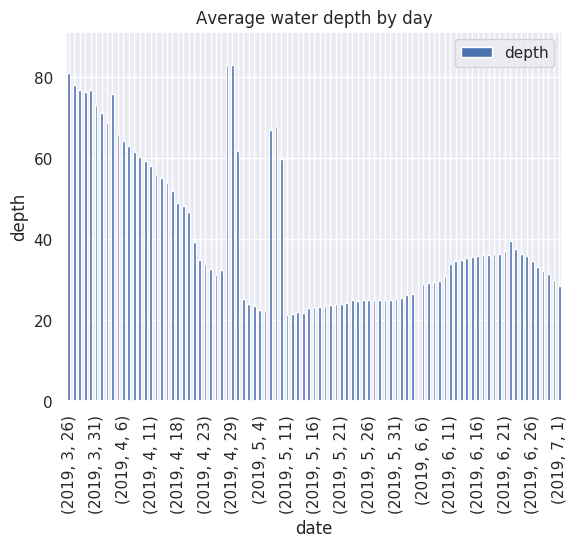 Average water depth by day
depth
depth
80
60
40
20
0
(2019, 3, 26)
(2019, 3, 31)
(2019, 4, 6)
(2019, 4, 11)
(2019, 4, 18)
(2019, 4, 23)
(2019, 4, 29)
(2019, 5, 4)
(2019, 5, 11)
(2019, 5, 16)
(2019, 5, 21)
(2019, 5, 26)
(2019, 5, 31)
(2019, 6, 6)
(2019, 6, 11)
(2019, 6, 16)
(2019, 6, 21)
(2019, 6, 26)
(2019, 7, 1)
date